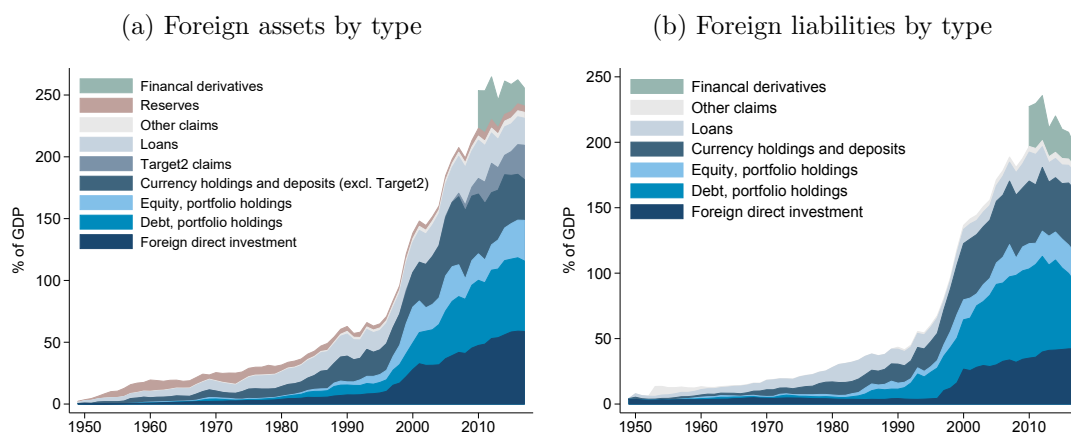 (a) Foreign assets by type
Financal derivatives
Reserves
Other claims
Loans
Target2 claims
Currency holdings and deposits (excl. Target2)
Equity, portfolio holdings
Debt, portfolio holdings
Foreign direct investment
% of GDP
250
200
150
100
50
0
1950 1960 1970 1980 1990 2000 2010
(b) Foreign liabilities by type
Financal derivatives
Other claims
Loans
Currency holdings and deposits
Equity, portfolio holdings
Debt, portfolio holdings
Foreign direct investment
% of GDP
250
200
150
100
50
0
1950 1960 1970 1980 1990 2000 2010